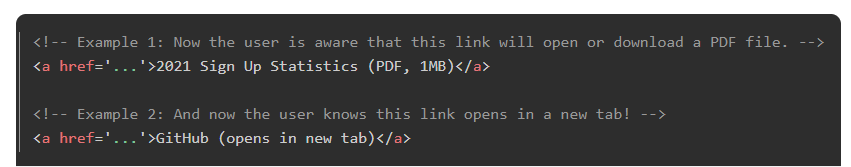 <!-- Example 1: Now the user is aware that this link will open or download a PDF file. -->
<a href='...'>2021 Sign Up Statistics (PDF, 1MB)</a>
<!-- Example 2: And now the user knows this link opens in a new tab! -->
<a href='...'>GitHub (opens in new tab)</a>